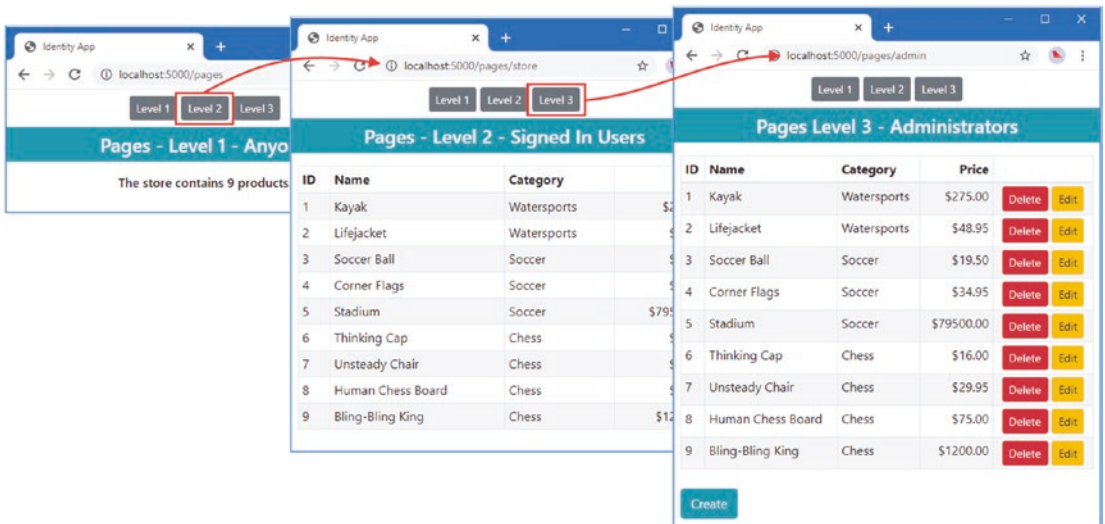 Identity App
localhost:5000/pages
Level 1 Level 2 Level 3
Pages - Level 1 -
The store contains 9 products
Identity App
localhost:5000/pages/store
Level 1 Level 2 Level 3
Pages - Level 2 - Signed In Users
ID Name Category
1 Kayak Watersports
2 Lifejacket Watersports
3 Soccer Ball Soccer
4 Corner Flags Soccer
5 Stadium Soccer
6 Thinking Cap Chess
7 Unsteady Chair Chess
8 Human Chess Board Chess
9 Bling-Bling King Chess
Identity App
localhost:5000/pages/admin
Level 1 Level 2 Level 3
Pages Level 3 - Administrators
ID Name Category Price
1 Kayak Watersports $275.00 Delete Edit
2 Lifejacket Watersports $48.95 Delete Edit
3 Soccer Ball Soccer $19.50 Delete Edit
4 Corner Flags Soccer $34.95 Delete Edit
5 Stadium Soccer $79500.00 Delete Edit
6 Thinking Cap Chess $16.00 Delete Edit
7 Unsteady Chair Chess $29.95 Delete Edit
8 Human Chess Board Chess $75.00 Delete Edit
9 Bling-Bling King Chess $1200.00 Delete Edit
Create